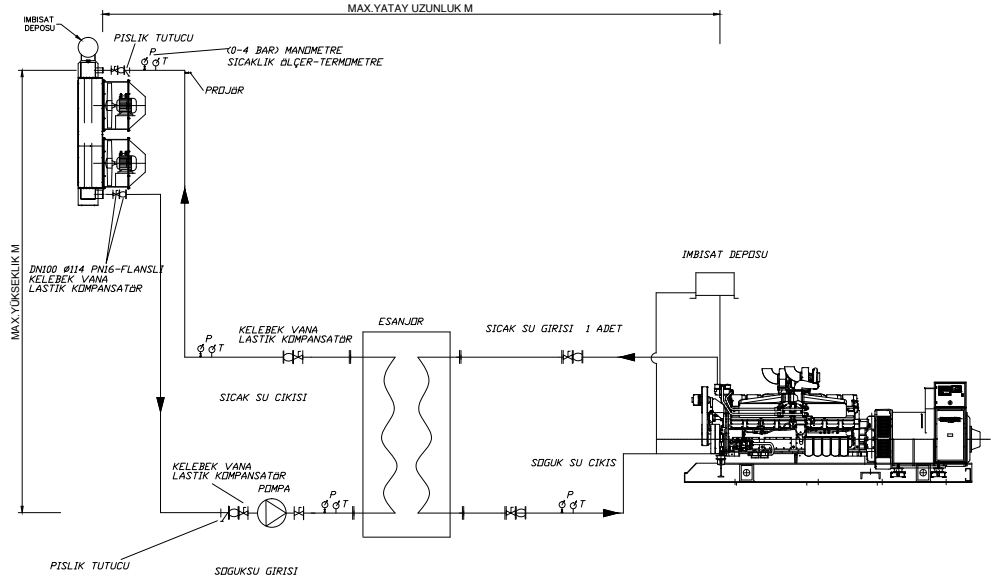 MAX.YATAY UZUNLUK M
IMBISAT
DEPOSU
PISLIK TUTUCU
P
T
(0-4 BAR) MANOMETRE
SICAKLIK ÖLÇER-TERMOMETRE
PROJÖR
MAX.YÜKSEKLIK M
DN100 Ø114 PN16-FLANSLI
KELEBEK VANA
LASTIK KOMPANSATÖR
IMBISAT DEPOSU
P
T
KELEBEK VANA
LASTIK KOMPANSATÖR
ESANJOR
SICAK SU GIRISI 1 ADET
SICAK SU CIKISI
SOGUK SU CIKIS
KELEBEK VANA
LASTIK KOMPANSATÖR
POMPA
P
T
P
T
PISLIK TUTUCU
SOGUKSU GIRISI